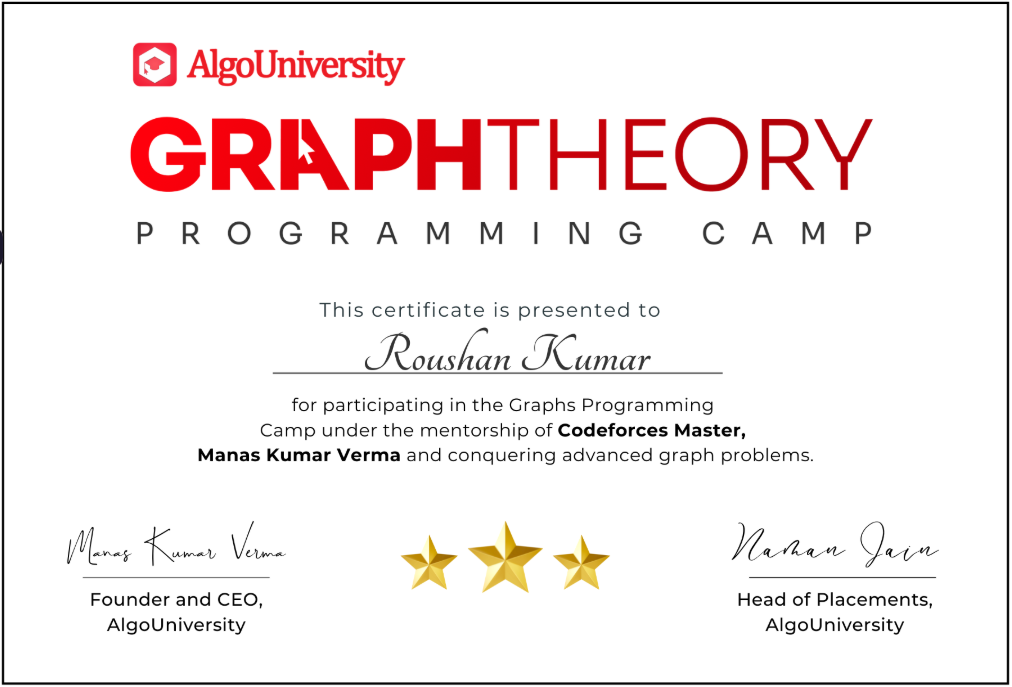 AlgoUniversity
GRAPHTHEORY
PROGRAMMING CAMP
This certificate is presented to
Roushan Kumar
for participating in the Graphs Programming
Camp under the mentorship of Codeforces Master,
Manas Kumar Verma and conquering advanced graph problems.
Manas Kumar Verma
Founder and CEO,
AlgoUniversity
Naman Jain
Head of Placements,
AlgoUniversity